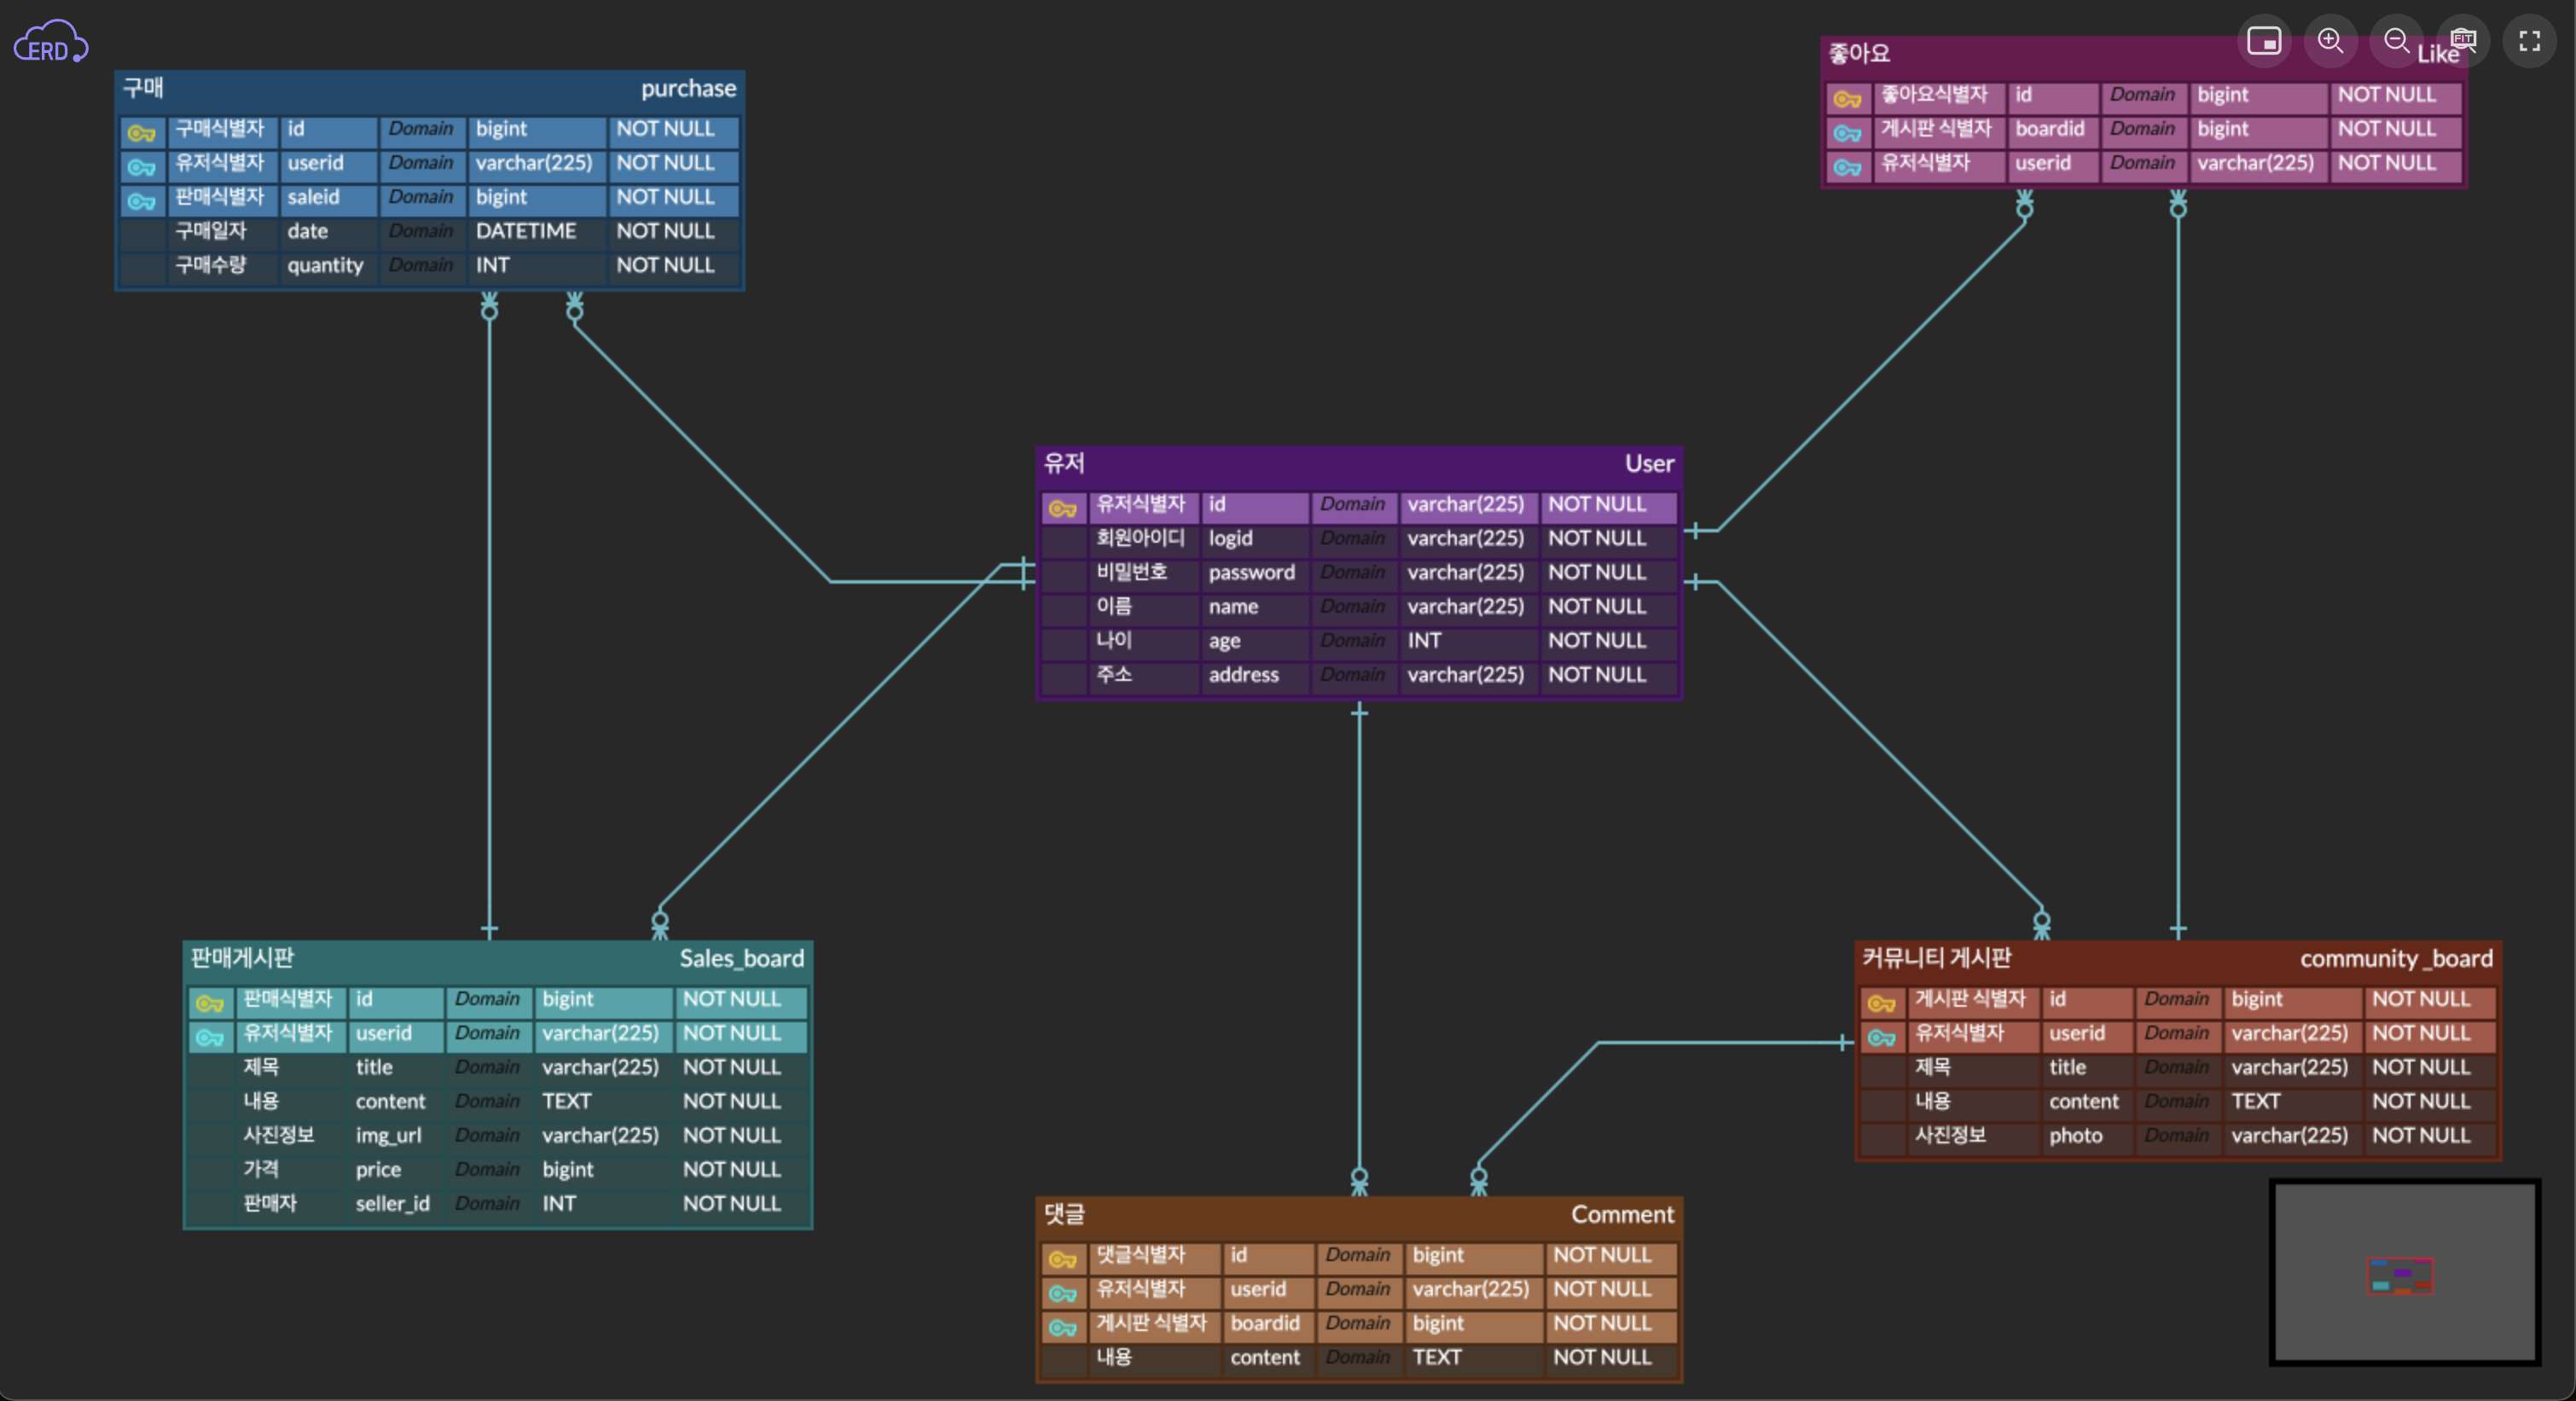 ERD
구매 purchase
구매식별자 id Domain bigint NOT NULL
유저식별자 userid Domain varchar(225) NOT NULL
판매식별자 saleid Domain bigint NOT NULL
구매일자 date Domain DATETIME NOT NULL
구매수량 quantity Domain INT NOT NULL
좋아요 Like
FIT
좋아요식별자 id Domain bigint NOT NULL
게시판 식별자 boardid Domain bigint NOT NULL
유저식별자 userid Domain varchar(225) NOT NULL
유저 User
유저식별자 id Domain varchar(225) NOT NULL
회원아이디 logid Domain varchar(225) NOT NULL
비밀번호 password Domain varchar(225) NOT NULL
이름 name Domain varchar(225) NOT NULL
나이 age Domain INT NOT NULL
주소 address Domain varchar(225) NOT NULL
판매게시판 Sales_board
판매식별자 id Domain bigint NOT NULL
유저식별자 userid Domain varchar(225) NOT NULL
제목 title Domain varchar(225) NOT NULL
내용 content Domain TEXT NOT NULL
사진정보 img_url Domain varchar(225) NOT NULL
가격 price Domain bigint NOT NULL
판매자 seller_id Domain INT NOT NULL
커뮤니티 게시판 community_board
게시판 식별자 id Domain bigint NOT NULL
유저식별자 userid Domain varchar(225) NOT NULL
제목 title Domain varchar(225) NOT NULL
내용 content Domain TEXT NOT NULL
사진정보 photo Domain varchar(225) NOT NULL
댓글 Comment
댓글식별자 id Domain bigint NOT NULL
유저식별자 userid Domain varchar(225) NOT NULL
게시판 식별자 boardid Domain bigint NOT NULL
내용 content Domain TEXT NOT NULL